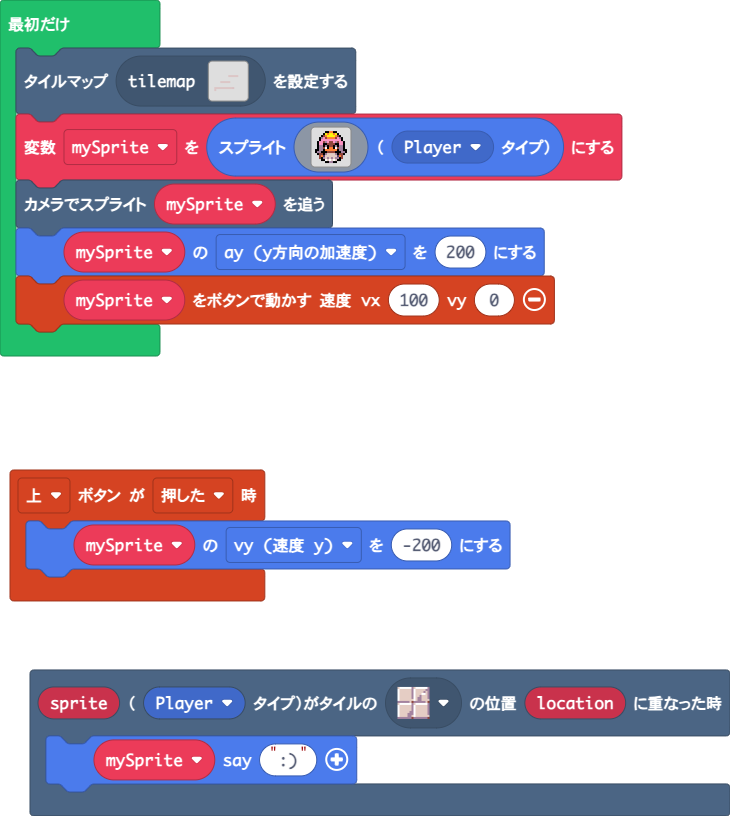 最初だけ
タイルマップ tilemap を設定する
変数 mySprite を スプライト ( Player タイプ) にする
カメラでスプライト mySprite を追う
mySprite の ay (y方向の加速度) を 200 にする
mySprite をボタンで動かす 速度 vx 100 vy 0
上 ボタン が 押した 時
mySprite の vy (速度 y) を -200 にする
sprite ( Player タイプ)がタイルの の位置 location に重なった時
mySprite say ":)"